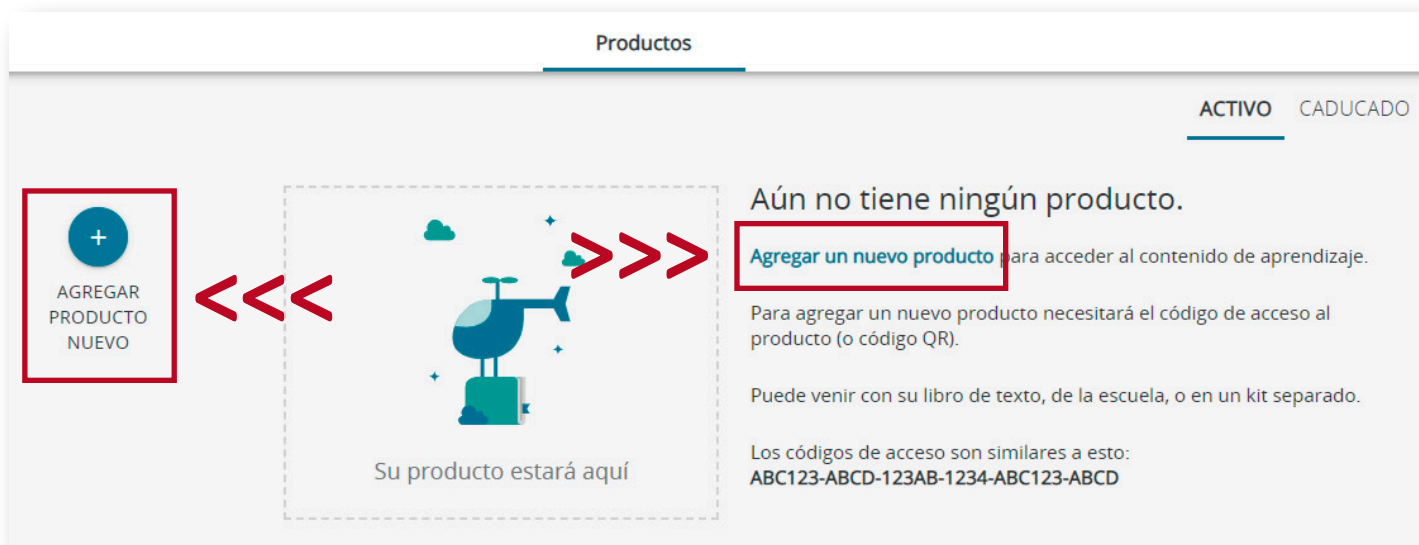 Productos
ACTIVO CADUCADO
+
AGREGAR
PRODUCTO
NUEVO
<<<
>>>
Su producto estará aquí
Aún no tiene ningún producto.
Agregar un nuevo producto para acceder al contenido de aprendizaje.
Para agregar un nuevo producto necesitará el código de acceso al
producto (o código QR).
Puede venir con su libro de texto, de la escuela, o en un kit separado.
Los códigos de acceso son similares a esto:
ABC123-ABCD-123AB-1234-ABC123-ABCD